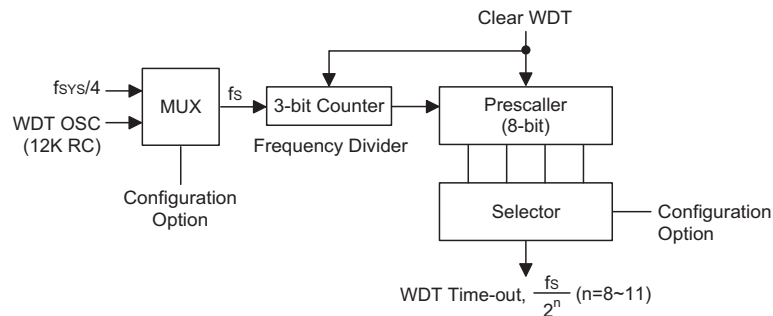 Clear WDT
fSYS/4
WDT OSC
(12K RC)
MUX
fS
3-bit Counter
Frequency Divider
Prescaller
(8-bit)
Configuration
Option
Selector
Configuration
Option
WDT Time-out, fS/2^n (n=8~11)